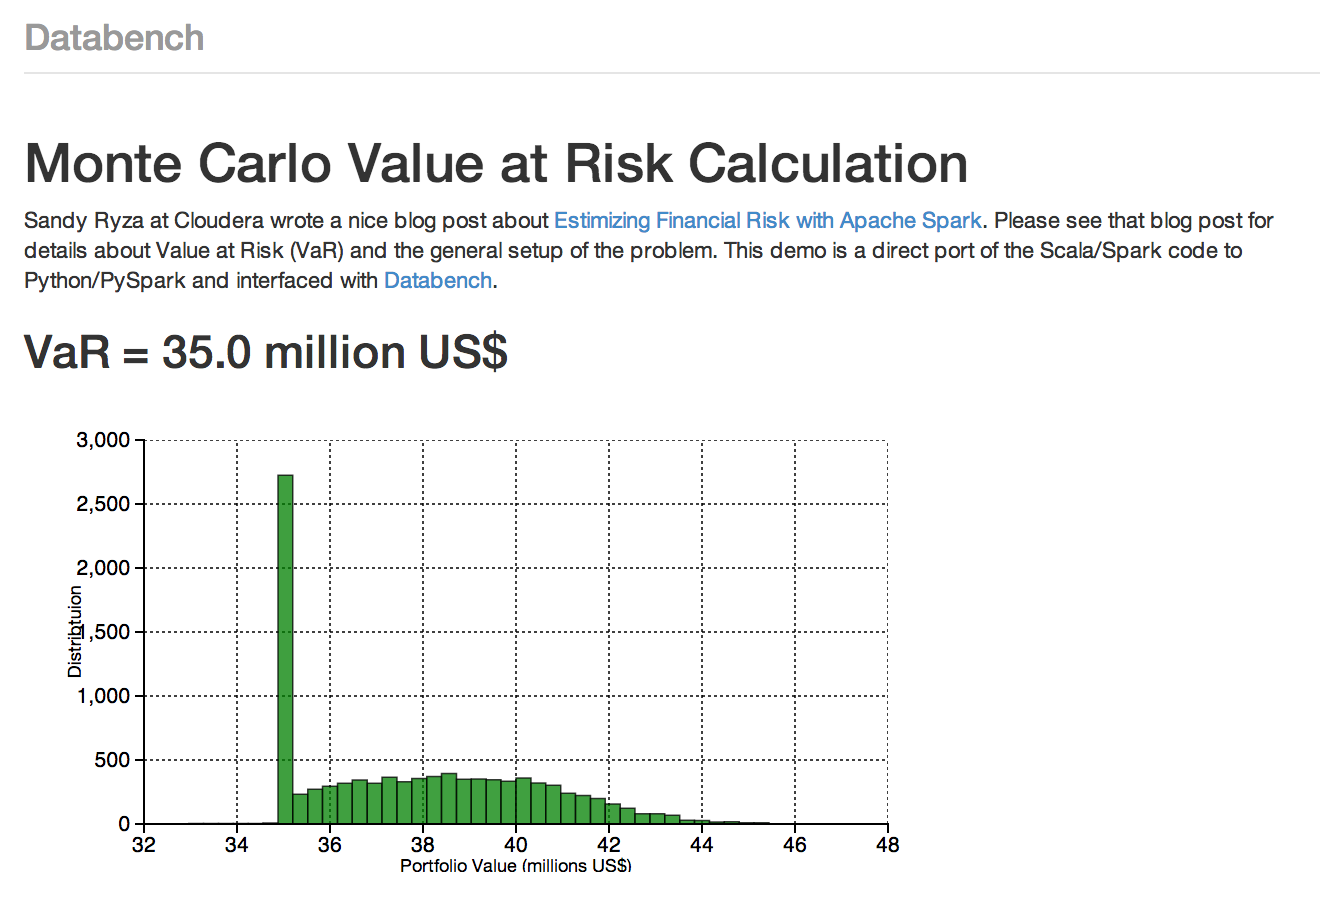 Databench
Monte Carlo Value at Risk Calculation
Sandy Ryza at Cloudera wrote a nice blog post about Estimizing Financial Risk with Apache Spark. Please see that blog post for
details about Value at Risk (VaR) and the general setup of the problem. This demo is a direct port of the Scala/Spark code to
Python/PySpark and interfaced with Databench.
VaR = 35.0 million US$
3,000
2,500
2,000
1,500
1,000
500
0
Distribtuion
32 34 36 38 40 42 44 46 48
Portfolio Value (millions US$)